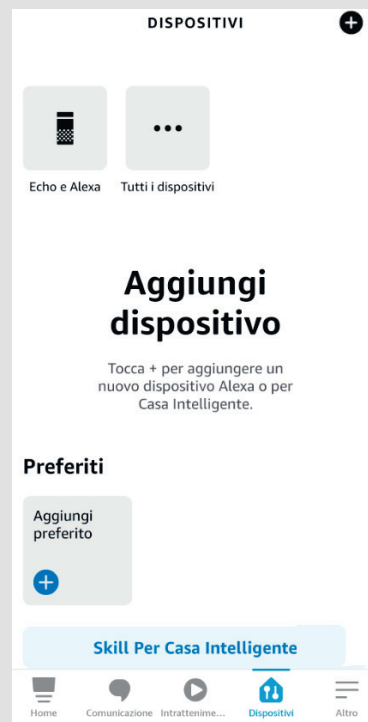 DISPOSITIVI
Echo e Alexa
Tutti i dispositivi
Aggiungi
dispositivo
Tocca + per aggiungere un
nuovo dispositivo Alexa o per
Casa Intelligente.
Preferiti
Aggiungi
preferito
Skill Per Casa Intelligente
Home
Comunicazione
Intrattenime...
Dispositivi
Altro